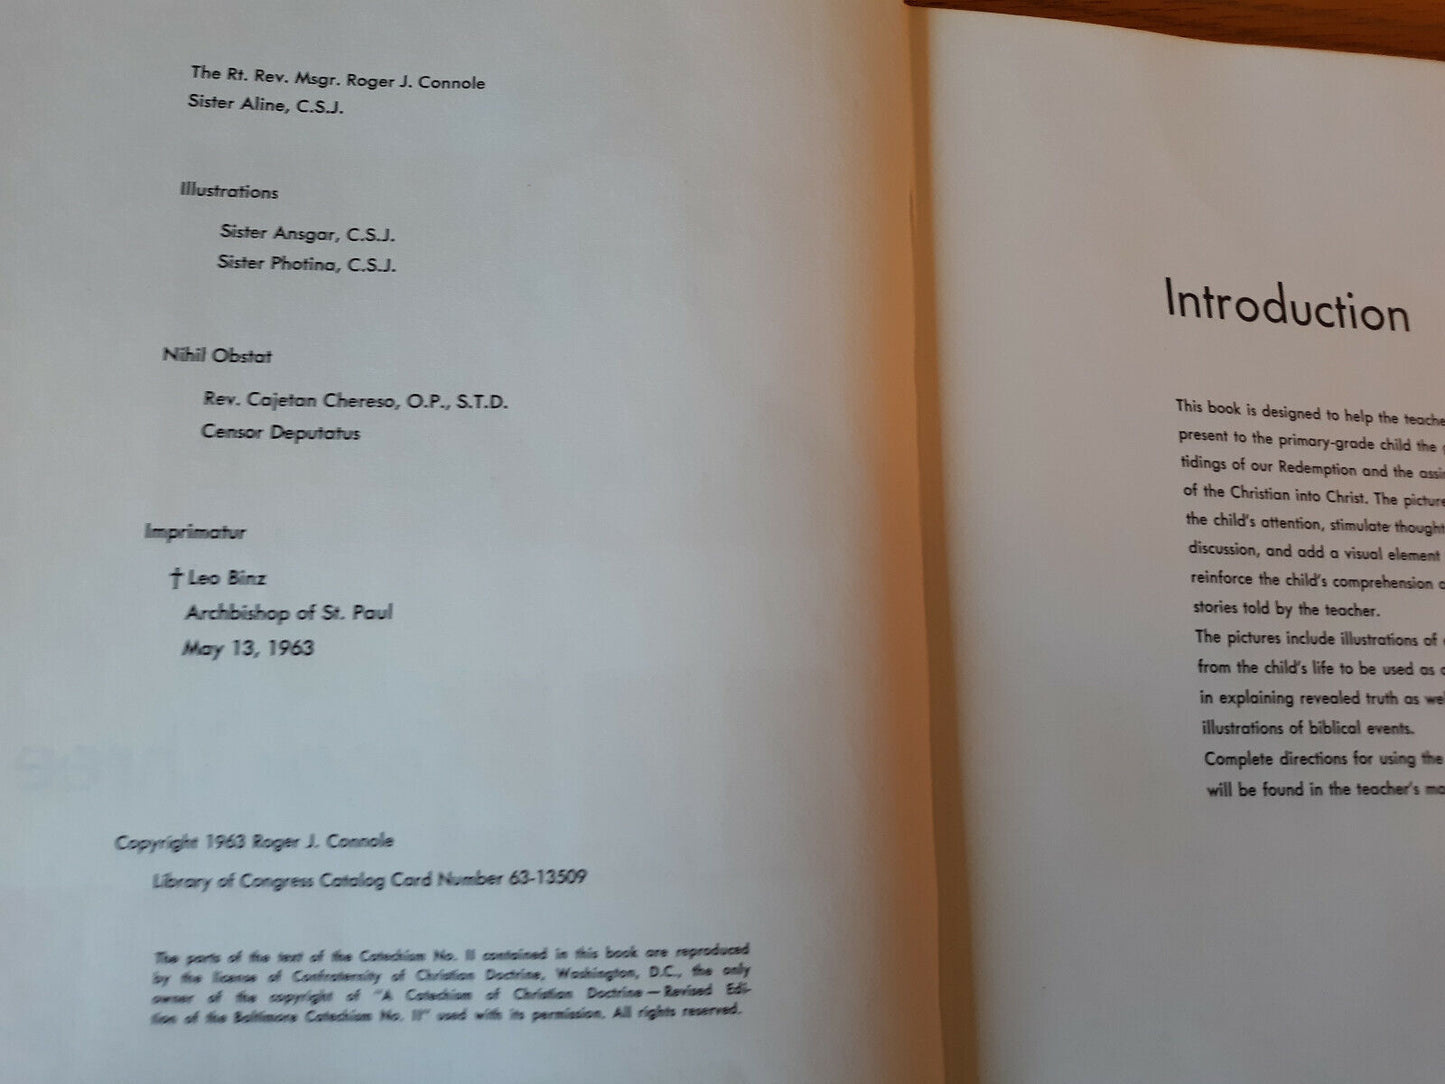 The Rt. Rev. Msgr. Roger J. Connole
Sister Aline, C.S.J.
Illustrations
Sister Ansgar, C.S.J.
Sister Photina, C.S.J.
Nihil Obstat
Rev. Cajetan Chereso, O.P., S.T.D.
Censor Deputatus
Imprimatur
† Leo Binz
Archbishop of St. Paul
May 13, 1963
Copyright 1963 Roger J. Connole
Library of Congress Catalog Card Number 63-13509
The parts of the text of the Catechism No. II contained in this book are reproduced
by the license of Confraternity of Christian Doctrine, Washington, D.C., the only
owner of the copyright of "A Catechism of Christian Doctrine — Revised Edi-
tion of the Baltimore Catechism No. II" used with its permission. All rights reserved.
Introduction
This book is designed to help the teache
present to the primary-grade child the
tidings of our Redemption and the assi
of the Christian into Christ. The picture
the child's attention, stimulate thought
discussion, and add a visual element
reinforce the child's comprehension
stories told by the teacher.
The pictures include illustrations of
from the child's life to be used as
in explaining revealed truth as we
illustrations of biblical events.
Complete directions for using the
will be found in the teacher's ma